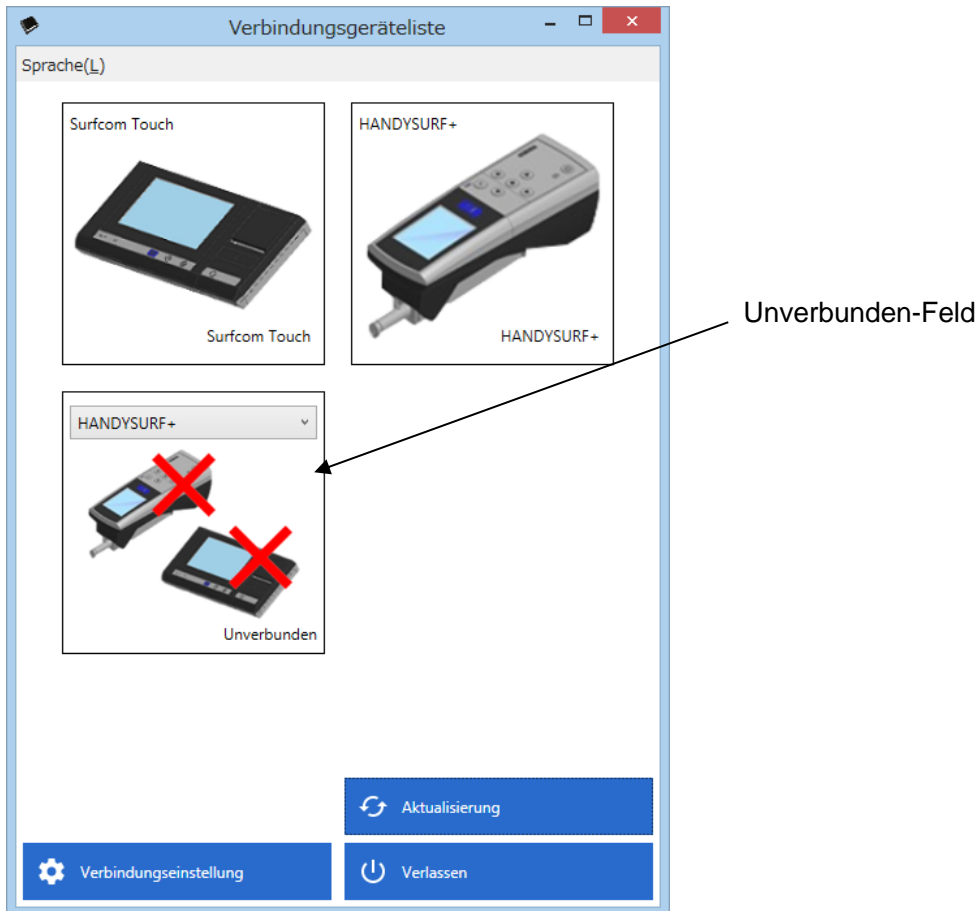 Verbindungsgeräteliste
Sprache(L)
Surfcom Touch
Surfcom Touch
HANDYSURF+
HANDYSURF+
Unverbunden-Feld
HANDYSURF+
Unverbunden
Aktualisierung
Verbindungseinstellung
Verlassen